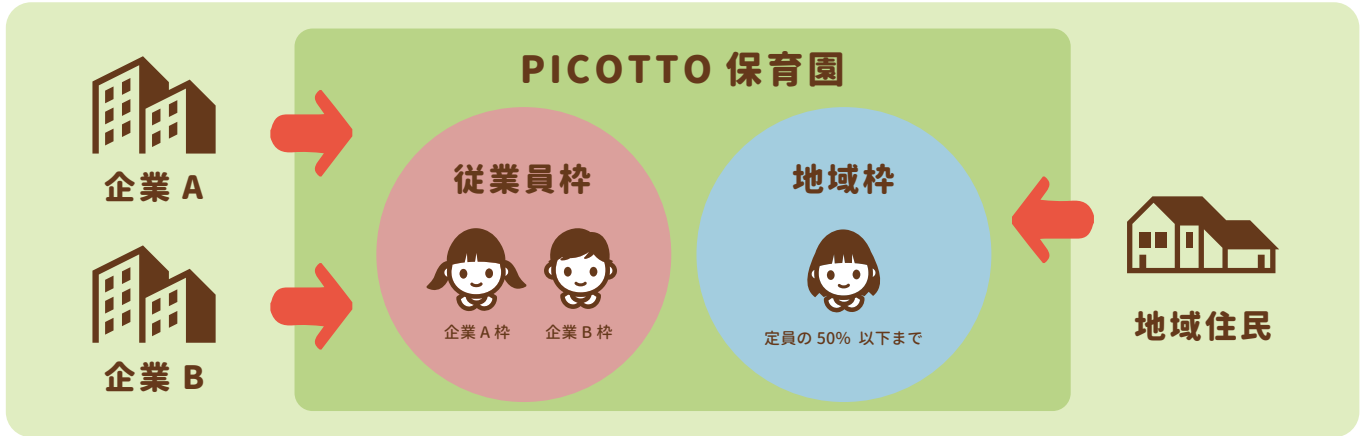 PICOTTO 保育園
企業 A
企業 B
従業員枠
企業 A 枠
企業 B 枠
地域枠
定員の 50% 以下まで
地域住民